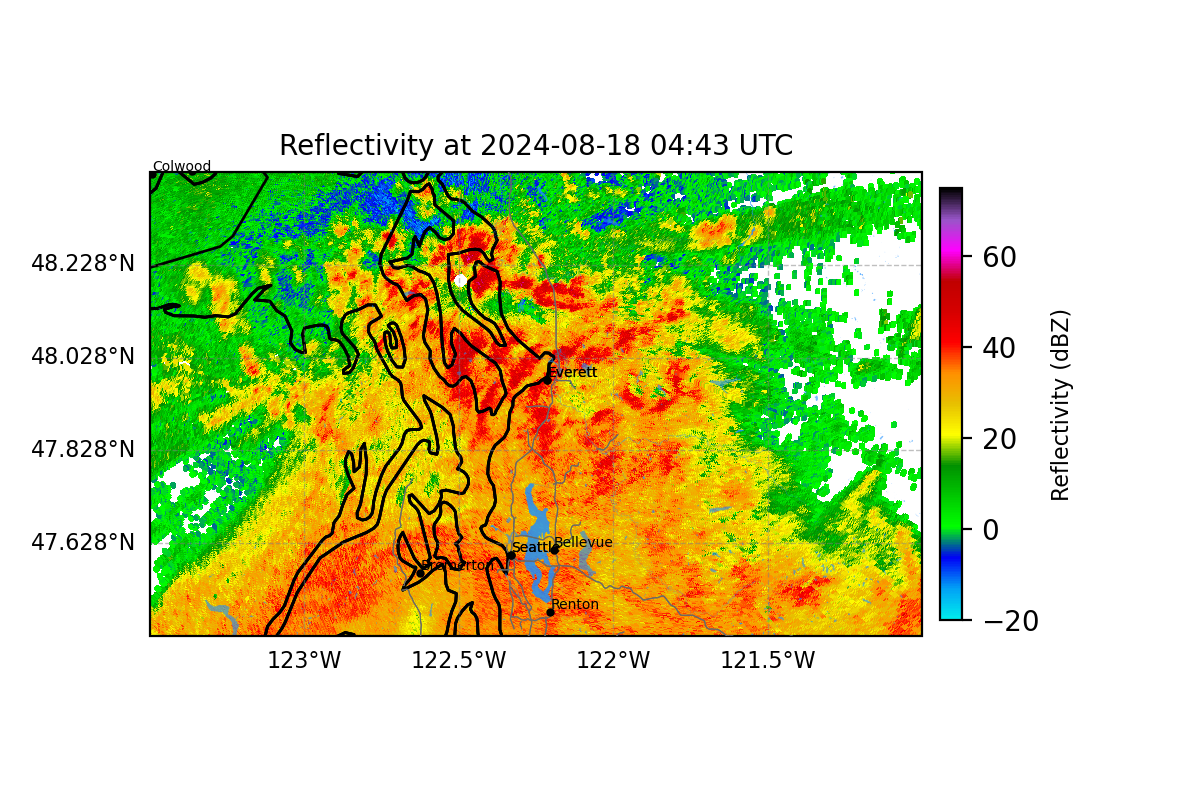 Reflectivity at 2024-08-18 04:43 UTC
Colwood
48.228°N
48.028°N
47.828°N
47.628°N
Everett
Seattle
Bellevue
Bremerton
Renton
123°W
122.5°W
122°W
121.5°W
60
40
20
0
−20
Reflectivity (dBZ)